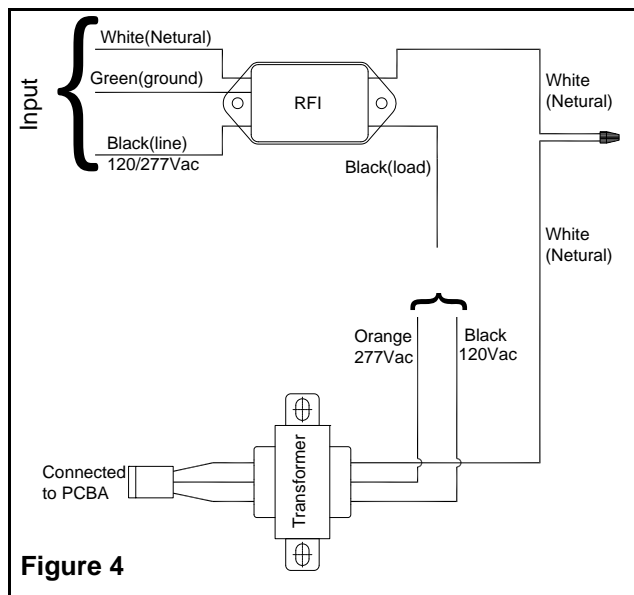 Input
White(Netural)
Green(ground)
Black(line)
120/277Vac
RFI
Black(load)
White
(Netural)
White
(Netural)
Orange
277Vac
Black
120Vac
Connected
to PCBA
Transformer
Figure 4